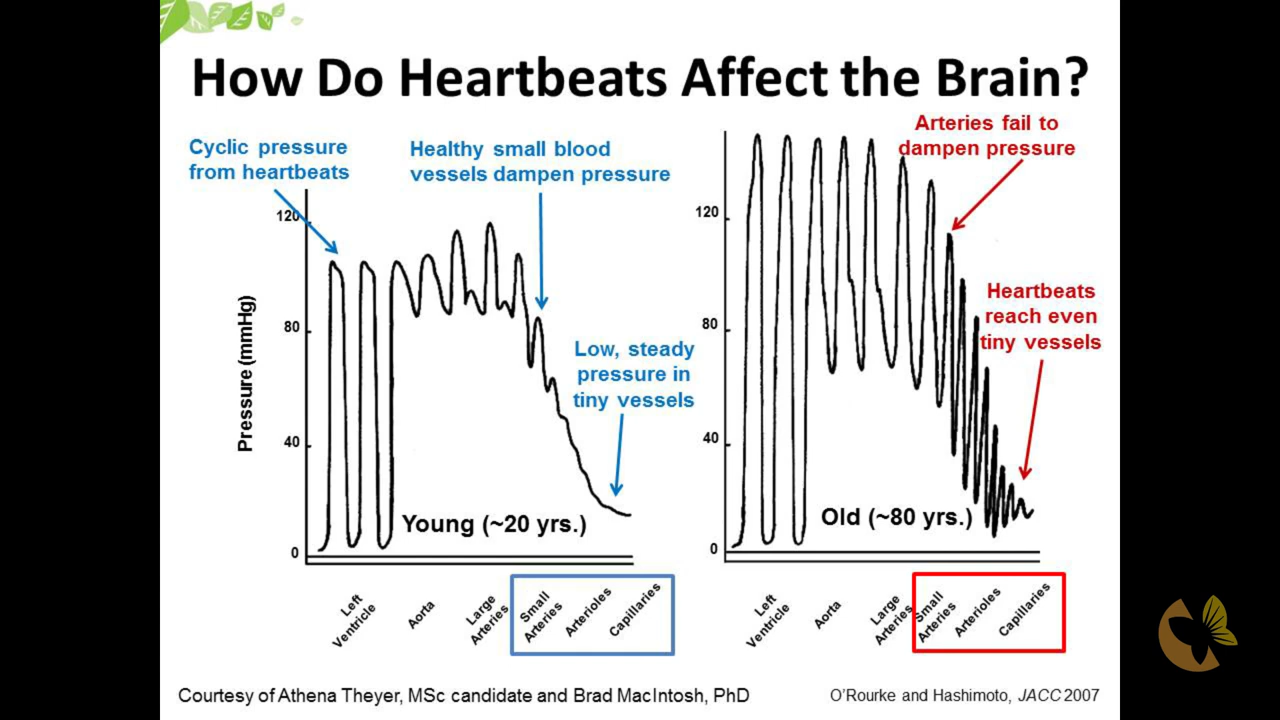 How Do Heartbeats Affect the Brain?
Cyclic pressure
from heartbeats
Healthy small blood
vessels dampen pressure
Low, steady
pressure in
tiny vessels
Pressure (mmHg)
120
80
40
0
Young (~20 yrs.)
Left
Ventricle
Aorta
Large
Arteries
Small
Arteries
Arterioles
Capillaries
Arteries fail to
dampen pressure
Heartbeats
reach even
tiny vessels
120
80
40
0
Old (~80 yrs.)
Left
Ventricle
Aorta
Large
Arteries
Small
Arteries
Arterioles
Capillaries
Courtesy of Athena Theyer, MSc candidate and Brad MacIntosh, PhD
O'Rourke and Hashimoto, JACC 2007